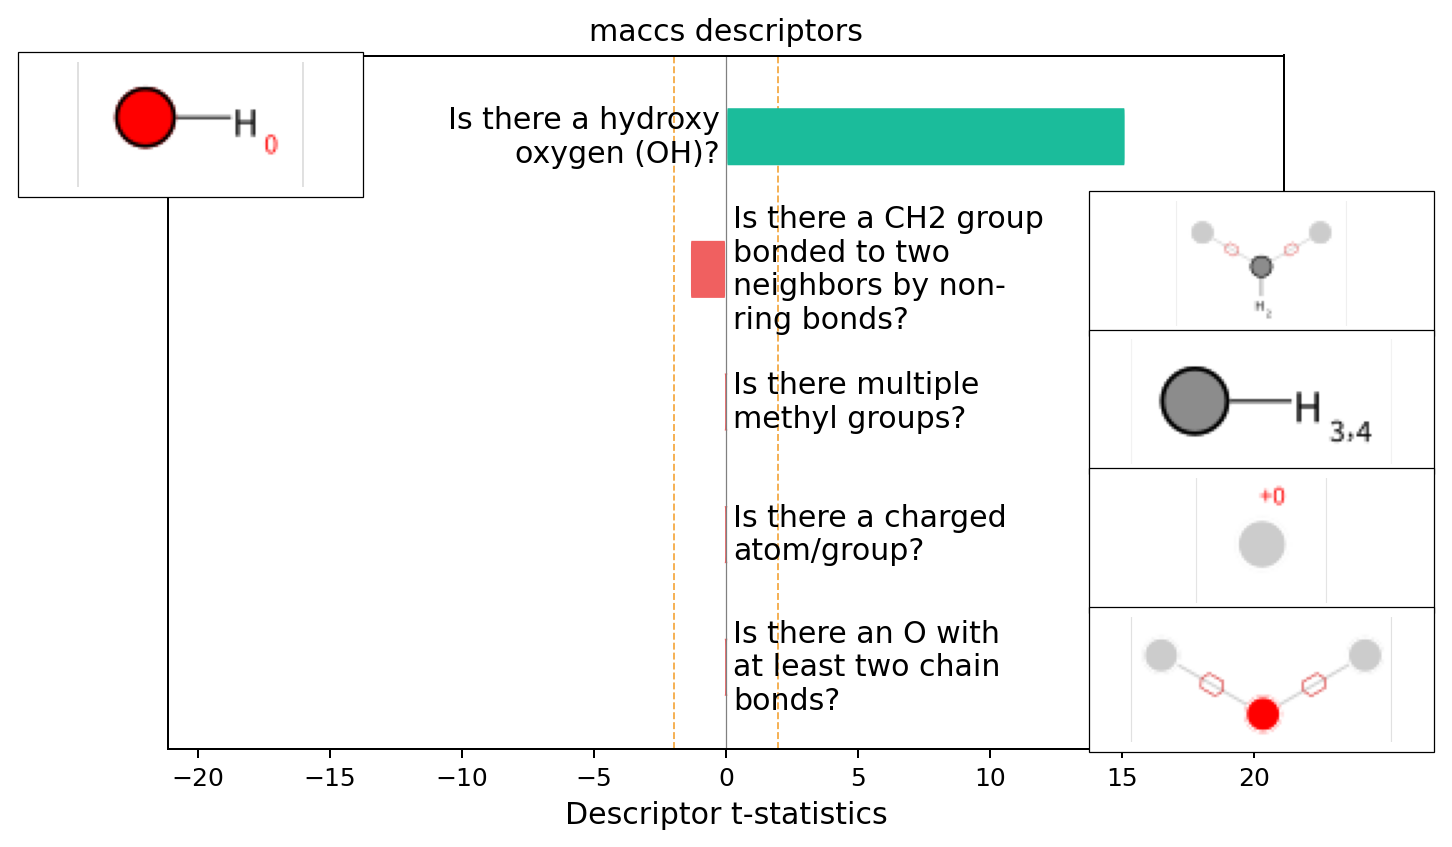 maccs descriptors
H
0
Is there a hydroxy
oxygen (OH)?
Is there a CH2 group
bonded to two
neighbors by non-
ring bonds?
H
2
Is there multiple
methyl groups?
H
3,4
Is there a charged
atom/group?
+0
Is there an O with
at least two chain
bonds?
−20 −15 −10 −5 0 5 10 15 20
Descriptor t-statistics